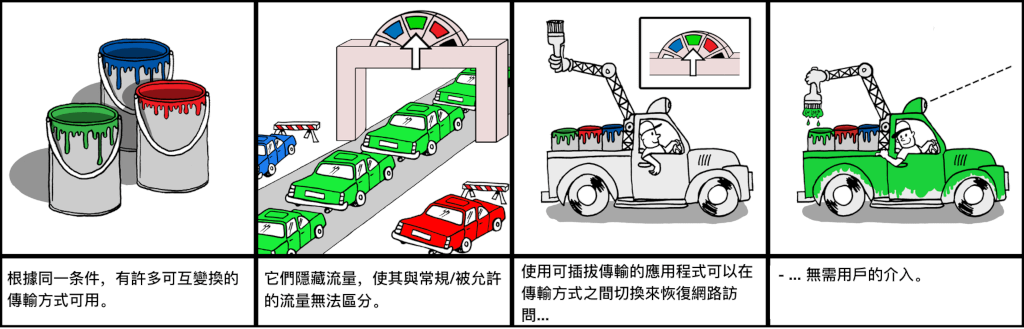 根據同一条件，有許多可互變換的
傳輸方式可用。
它們隱藏流量，使其與常規/被允許
的流量無法區分。
使用可插拔傳輸的應用程式可以在
傳輸方式之間切換來恢復網路訪
問...
- ... 無需用戶的介入。